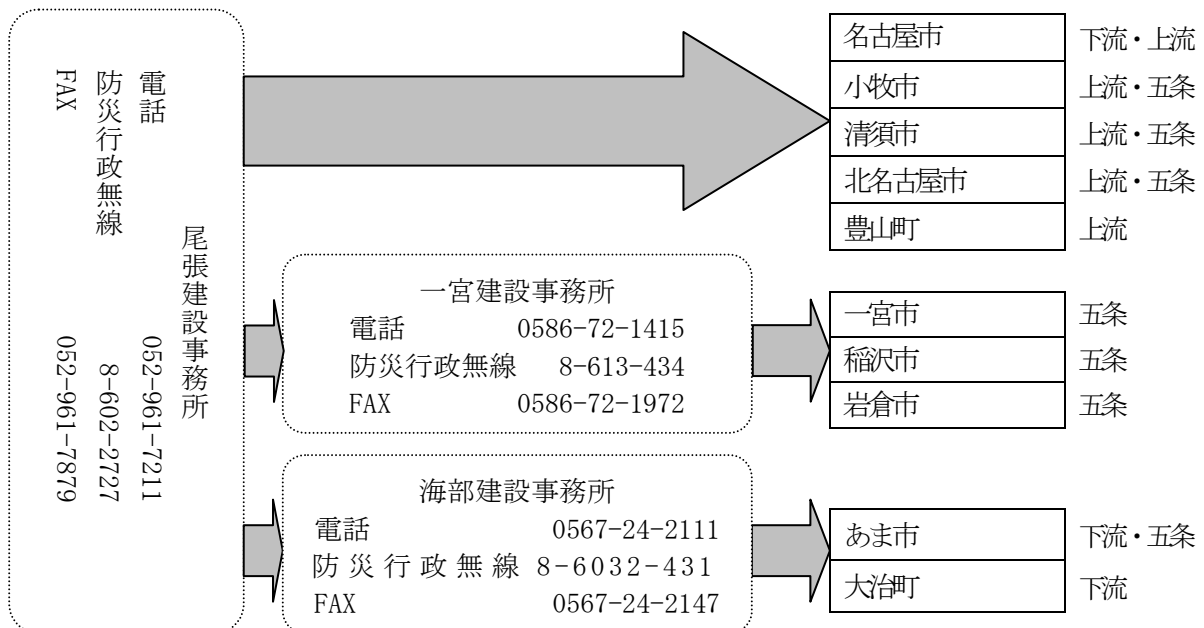 尾張建設事務所
電話 052-961-7211
防災行政無線 8-602-2727
FAX 052-961-7879
名古屋市 下流・上流
小牧市 上流・五条
清須市 上流・五条
北名古屋市 上流・五条
豊山町 上流
一宮建設事務所
電話 0586-72-1415
防災行政無線 8-613-434
FAX 0586-72-1972
一宮市 五条
稲沢市 五条
岩倉市 五条
海部建設事務所
電話 0567-24-2111
防災行政無線 8-6032-431
FAX 0567-24-2147
あま市 下流・五条
大治町 下流